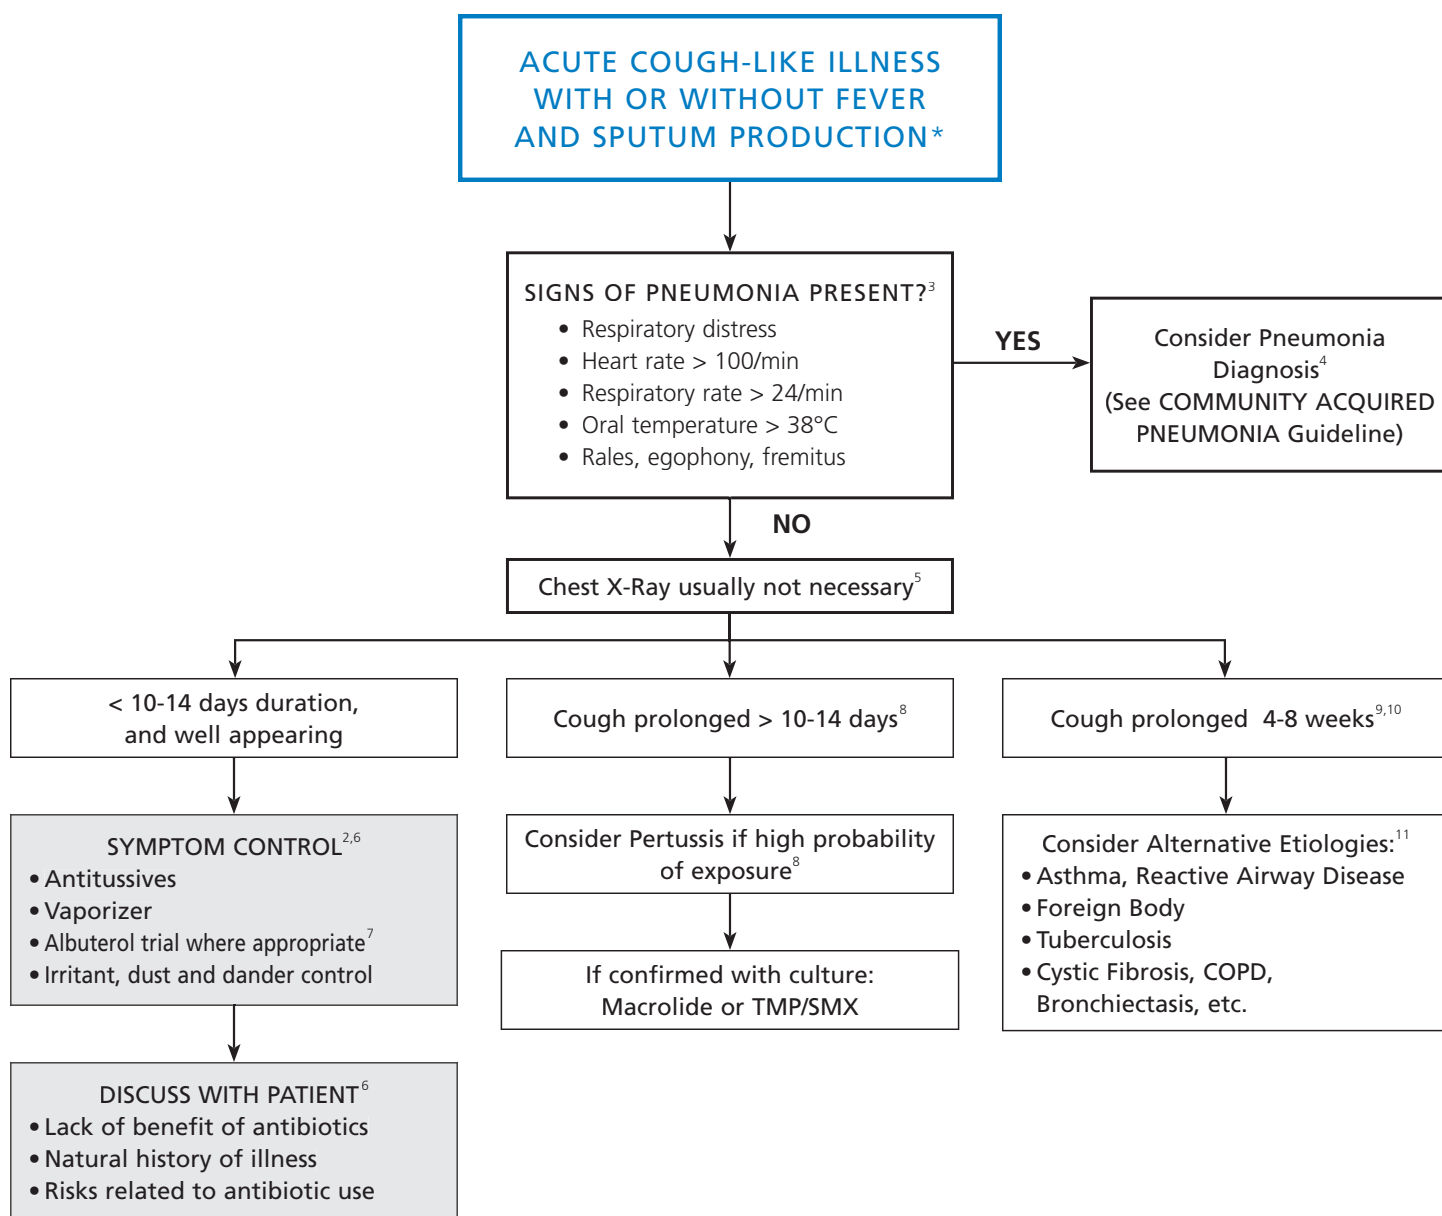 ACUTE COUGH-LIKE ILLNESS
WITH OR WITHOUT FEVER
AND SPUTUM PRODUCTION*
SIGNS OF PNEUMONIA PRESENT?3
• Respiratory distress
• Heart rate > 100/min
• Respiratory rate > 24/min
• Oral temperature > 38°C
• Rales, egophony, fremitus
YES
Consider Pneumonia
Diagnosis4
(See COMMUNITY ACQUIRED
PNEUMONIA Guideline)
NO
Chest X-Ray usually not necessary5
< 10-14 days duration,
and well appearing
SYMPTOM CONTROL2,6
• Antitussives
• Vaporizer
• Albuterol trial where appropriate7
• Irritant, dust and dander control
DISCUSS WITH PATIENT6
• Lack of benefit of antibiotics
• Natural history of illness
• Risks related to antibiotic use
Cough prolonged > 10-14 days8
Consider Pertussis if high probability
of exposure8
If confirmed with culture:
Macrolide or TMP/SMX
Cough prolonged 4-8 weeks9,10
Consider Alternative Etiologies:11
• Asthma, Reactive Airway Disease
• Foreign Body
• Tuberculosis
• Cystic Fibrosis, COPD,
Bronchiectasis, etc.